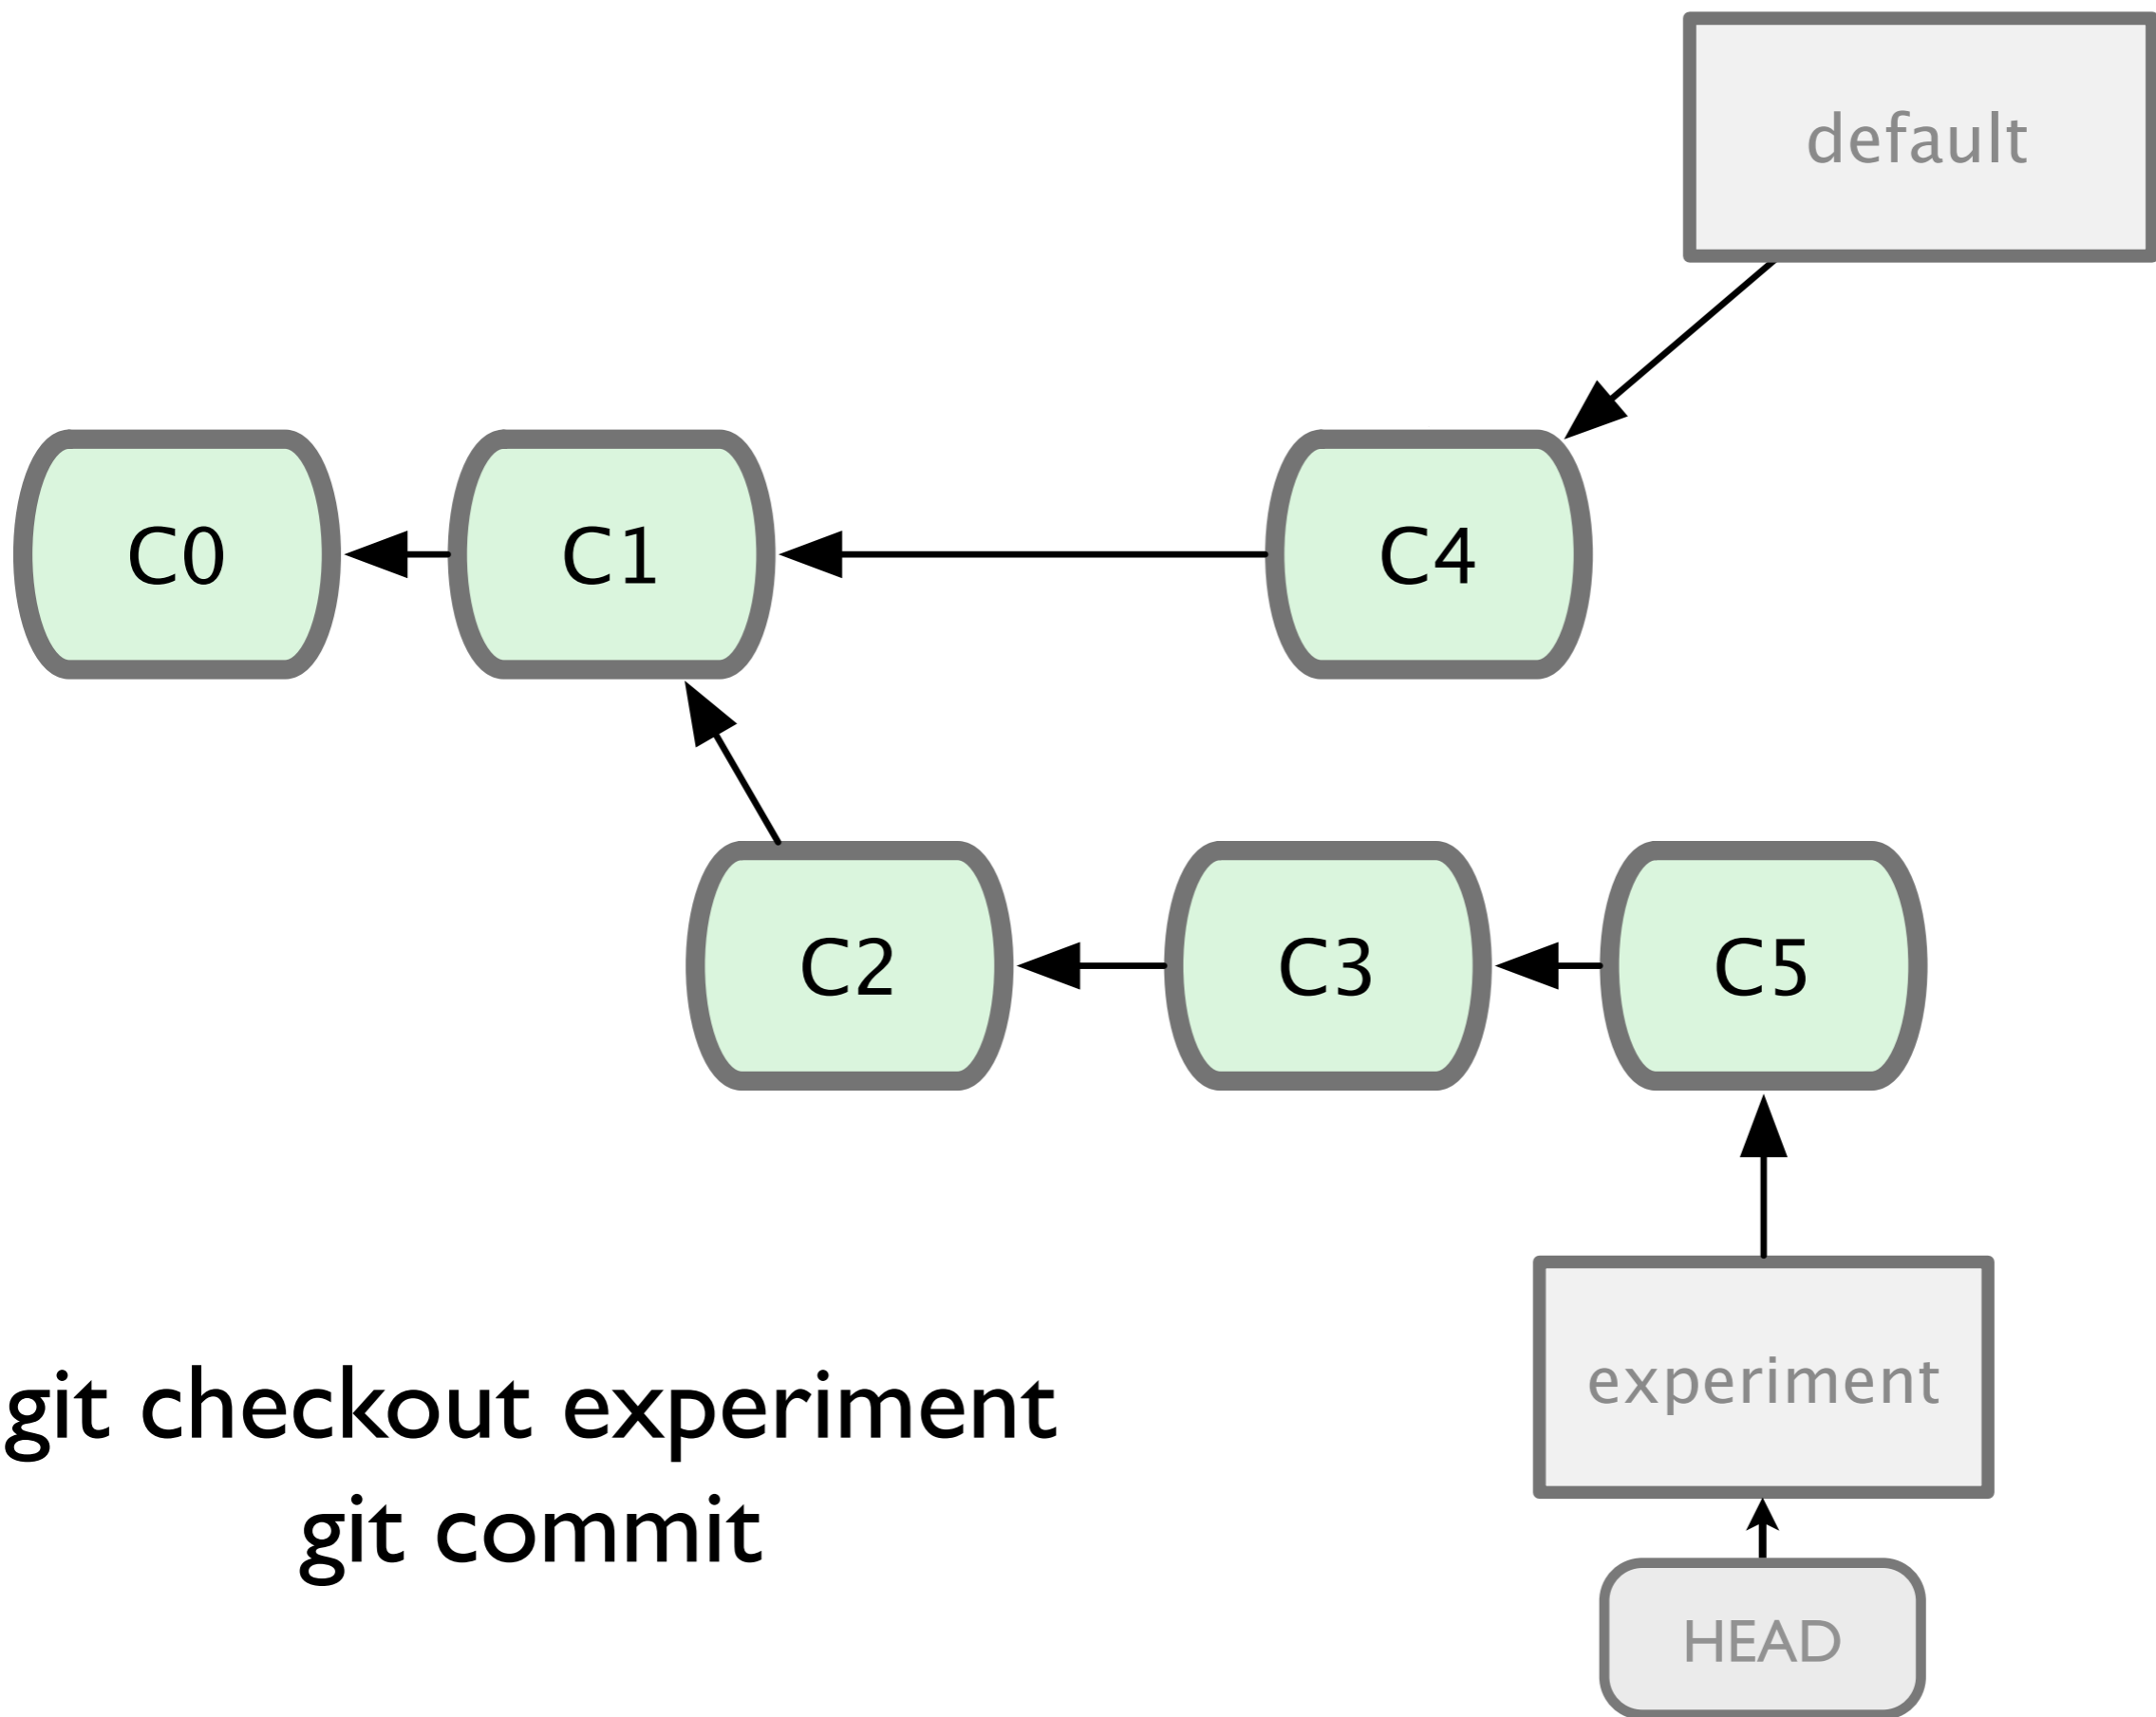 default
C0
C1
C4
C2
C3
C5
experiment
git checkout experiment
git commit
HEAD